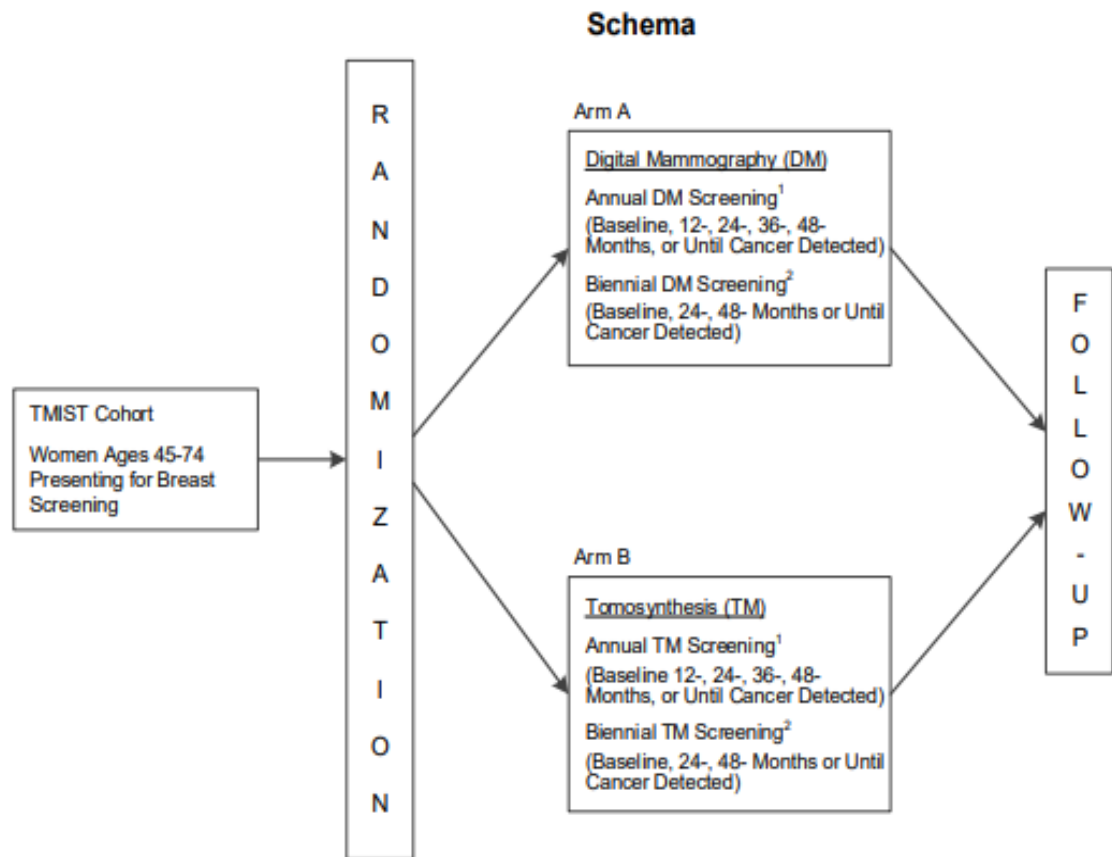 Schema
TMIST Cohort
Women Ages 45-74
Presenting for Breast
Screening
R
A
N
D
O
M
I
Z
A
T
I
O
N
Arm A
Digital Mammography (DM)
Annual DM Screening¹
(Baseline, 12-, 24-, 36-, 48-
Months, or Until Cancer Detected)
Biennial DM Screening²
(Baseline, 24-, 48- Months or Until
Cancer Detected)
Arm B
Tomosynthesis (TM)
Annual TM Screening¹
(Baseline 12-, 24-, 36-, 48-
Months, or Until Cancer Detected)
Biennial TM Screening²
(Baseline, 24-, 48- Months or Until
Cancer Detected)
F
O
L
L
O
W
-
U
P